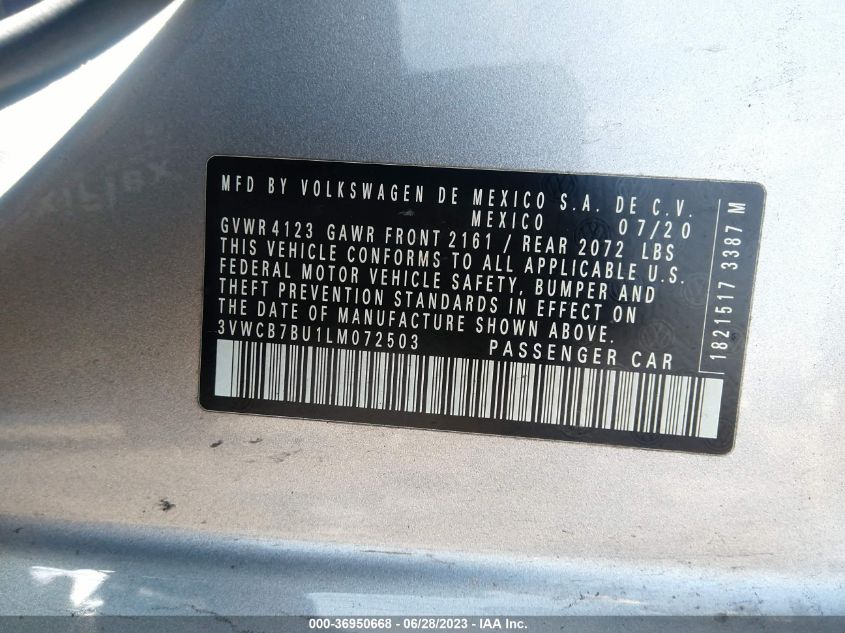 MFD BY VOLKSWAGEN DE MEXICO S.A. DE C.V.
MEXICO 07/20
GVWR 4123 GAWR FRONT 2161 / REAR 2072 LBS
THIS VEHICLE CONFORMS TO ALL APPLICABLE U.S.
FEDERAL MOTOR VEHICLE SAFETY, BUMPER AND
THEFT PREVENTION STANDARDS IN EFFECT ON
THE DATE OF MANUFACTURE SHOWN ABOVE.
3VWCB7BU1LM072503 PASSENGER CAR
1821517 3387 M
000-36950668 - 06/28/2023 - IAA Inc.